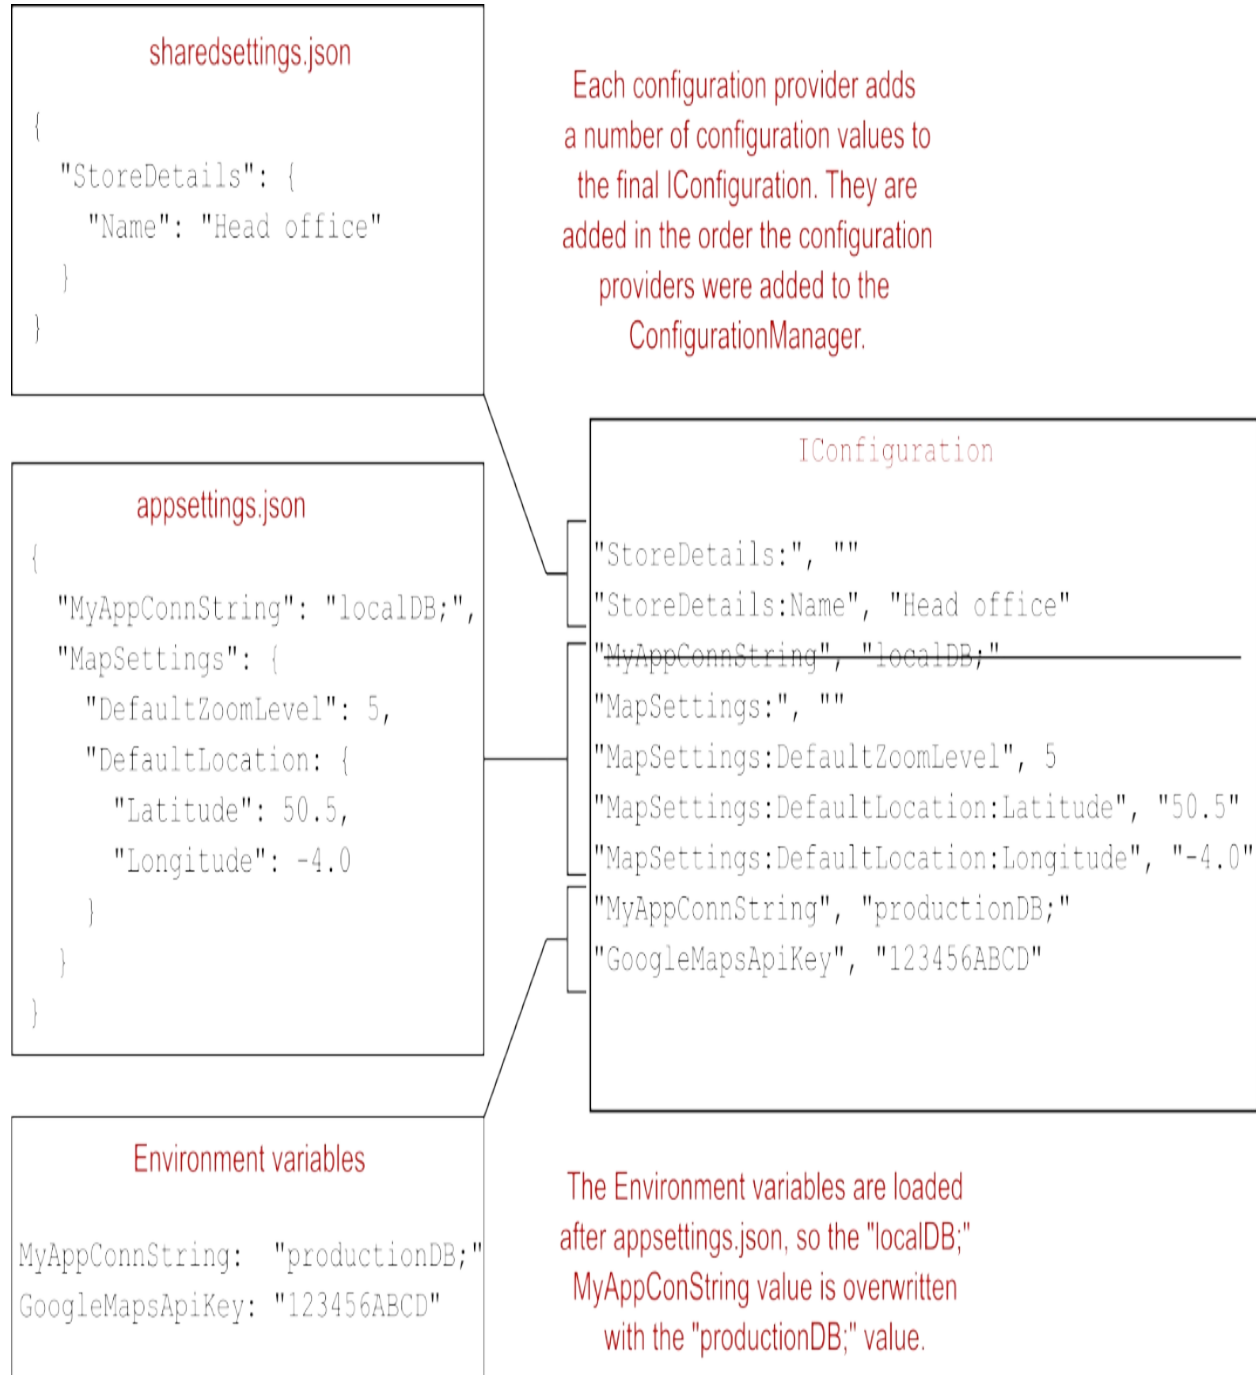 sharedsettings.json
{
"StoreDetails": {
"Name": "Head office"
}
}
Each configuration provider adds
a number of configuration values to
the final IConfiguration. They are
added in the order the configuration
providers were added to the
ConfigurationManager.
appsettings.json
{
"MyAppConnString": "localDB;",
"MapSettings": {
"DefaultZoomLevel": 5,
"DefaultLocation: {
"Latitude": 50.5,
"Longitude": -4.0
}
}
}
IConfiguration
"StoreDetails:", ""
"StoreDetails:Name", "Head office"
"MyAppConnString", "localDB;"
"MapSettings:", ""
"MapSettings:DefaultZoomLevel", 5
"MapSettings:DefaultLocation:Latitude", "50.5"
"MapSettings:DefaultLocation:Longitude", "-4.0"
"MyAppConnString", "productionDB;"
"GoogleMapsApiKey", "123456ABCD"
Environment variables
MyAppConnString: "productionDB;"
GoogleMapsApiKey: "123456ABCD"
The Environment variables are loaded
after appsettings.json, so the "localDB;"
MyAppConString value is overwritten
with the "productionDB;" value.